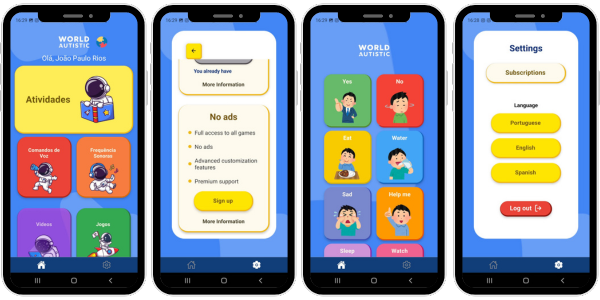 16:29
WORLD
AUTISTIC
Olá, João Paulo Rios
Atividades
Comandos de
Voz
Frequência
Sonoras
Vídeos
Jogos
16:29
You already have
More Information
No ads
Full access to all games
No ads
Advanced customization
features
Premium support
Sign up
More Information
16:29
WORLD
AUTISTIC
Yes
No
Eat
Water
Sad
Help me
Sleep
Watch
16:29
Settings
Subscriptions
Language
Portuguese
English
Spanish
Log out